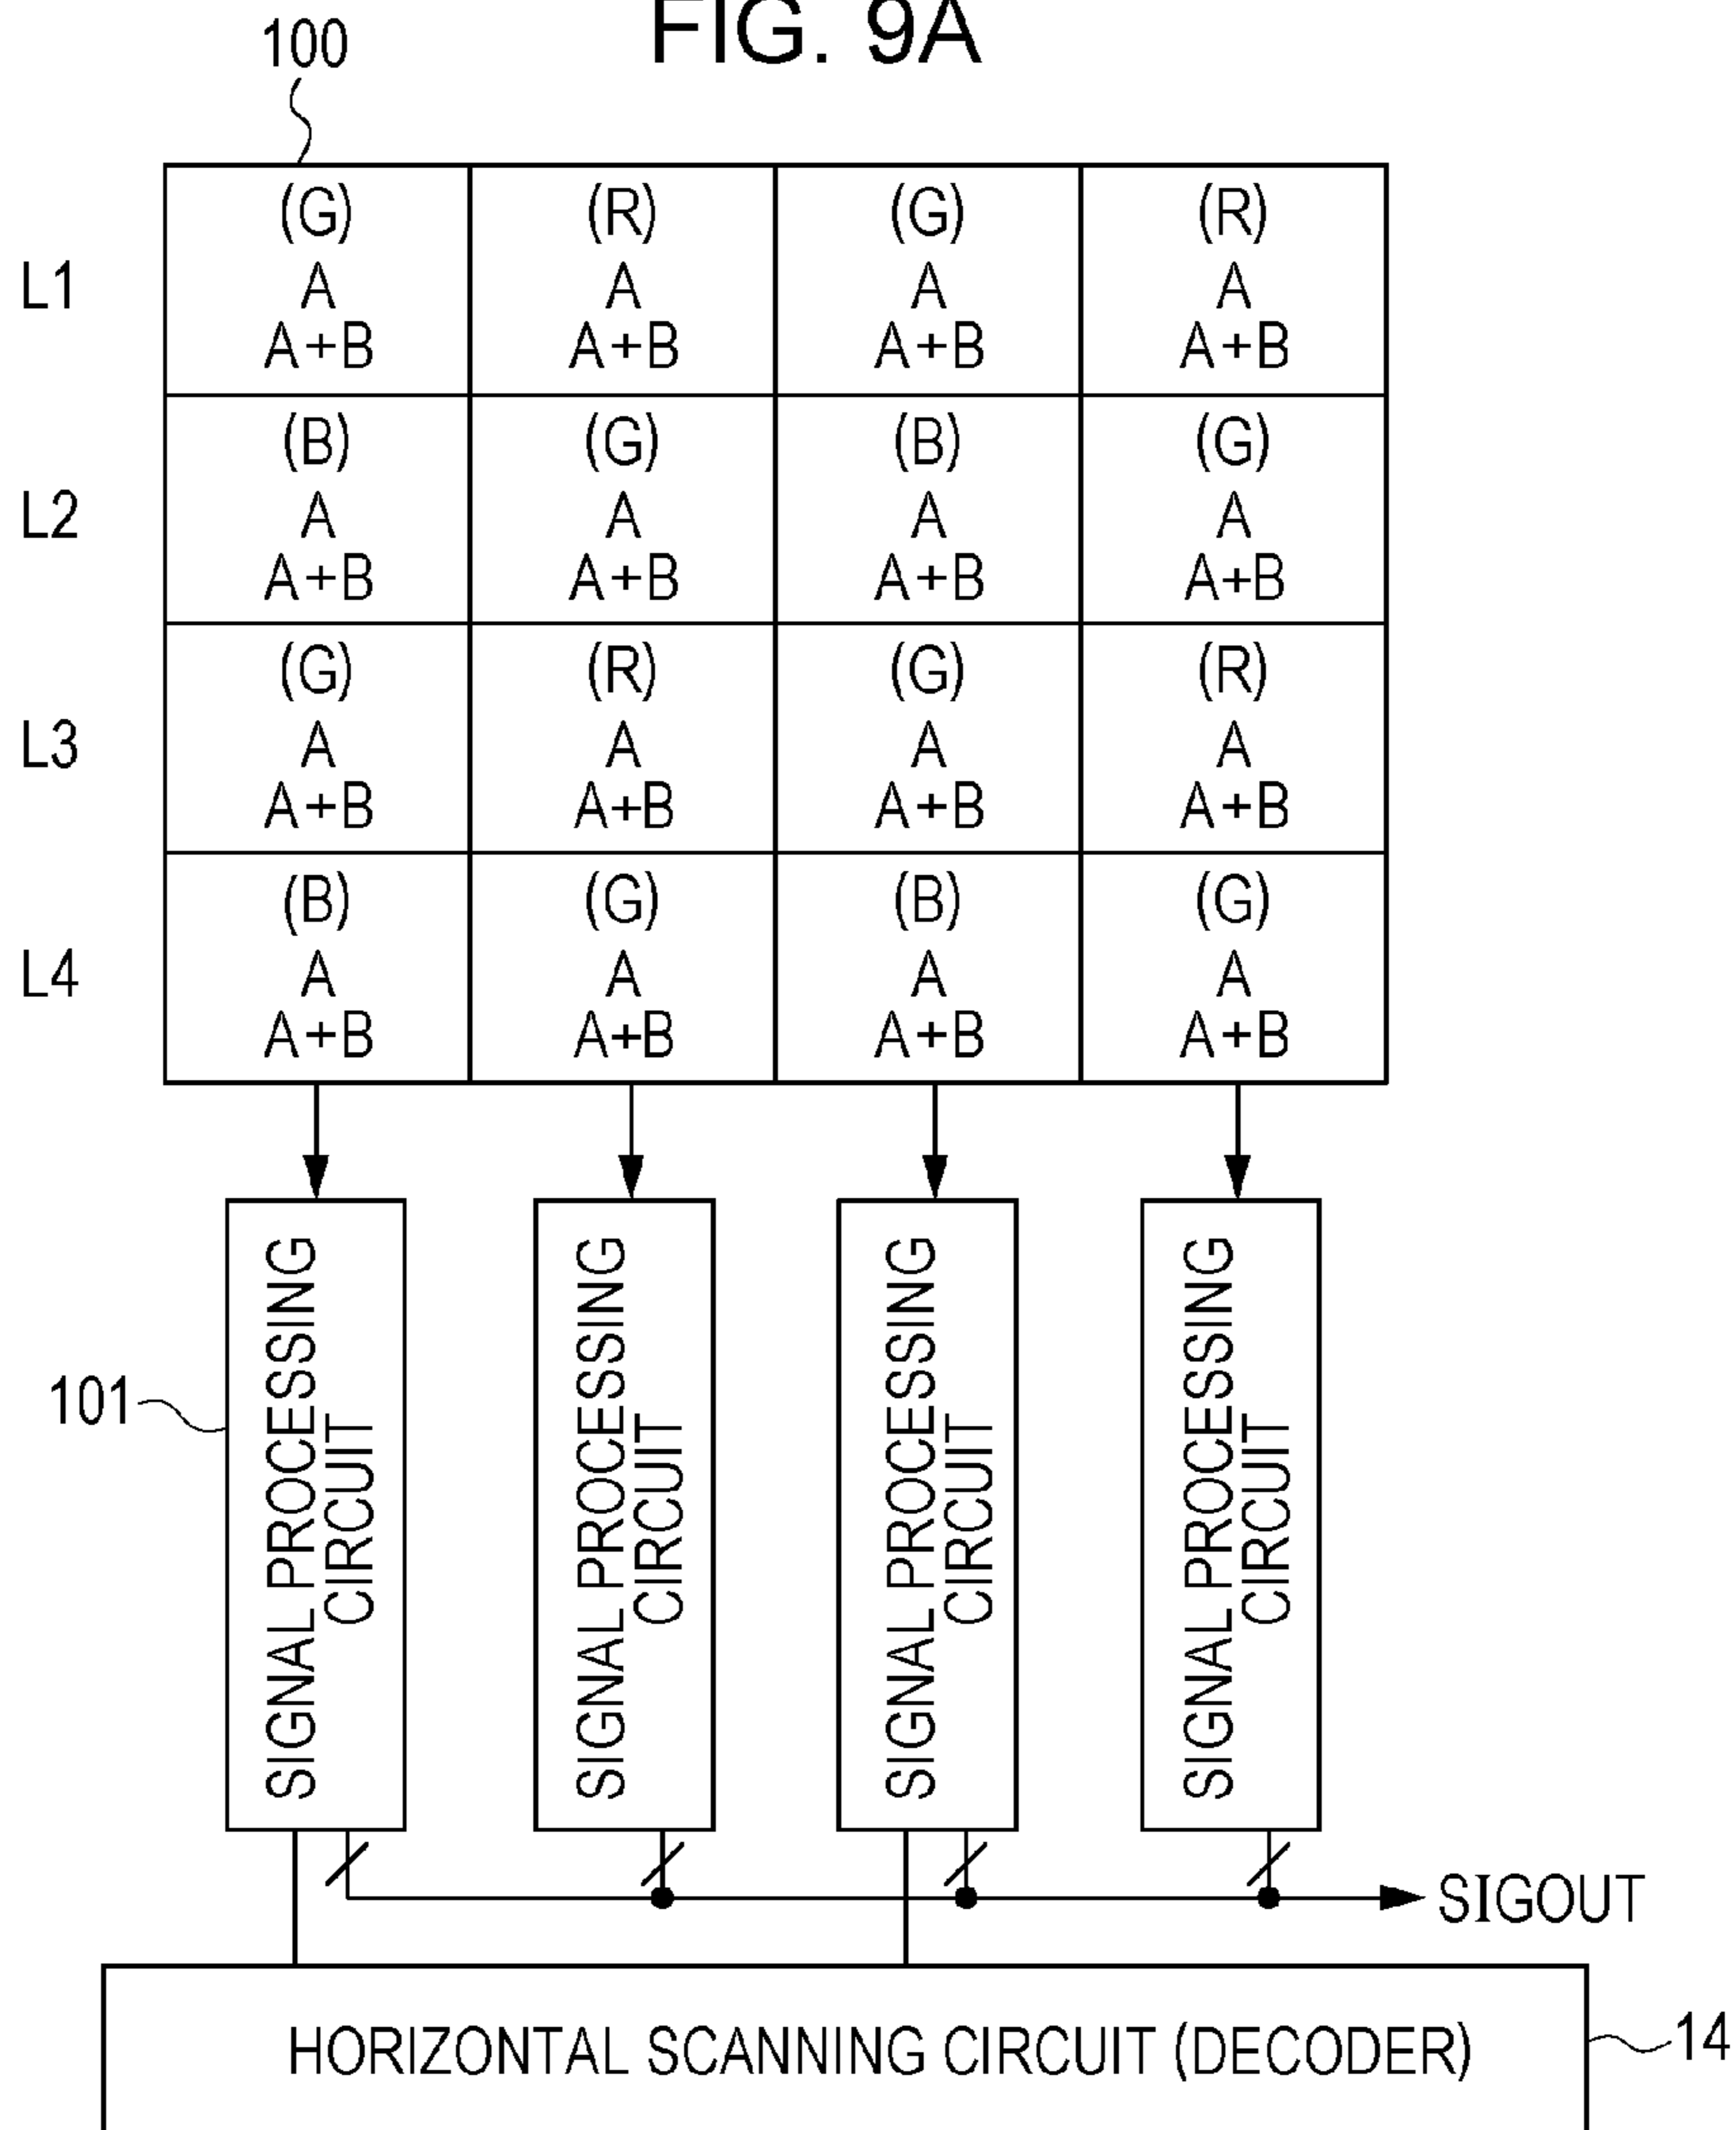 FIG. 9A
100
(G) (R) (G) (R)
L1 A A A A
A+B A+B A+B A+B
(B) (G) (B) (G)
L2 A A A A
A+B A+B A+B A+B
(G) (R) (G) (R)
L3 A A A A
A+B A+B A+B A+B
(B) (G) (B) (G)
L4 A A A A
A+B A+B A+B A+B
101
SIGNAL PROCESSING
CIRCUIT
SIGNAL PROCESSING
CIRCUIT
SIGNAL PROCESSING
CIRCUIT
SIGNAL PROCESSING
CIRCUIT
SIGOUT
HORIZONTAL SCANNING CIRCUIT (DECODER)
14